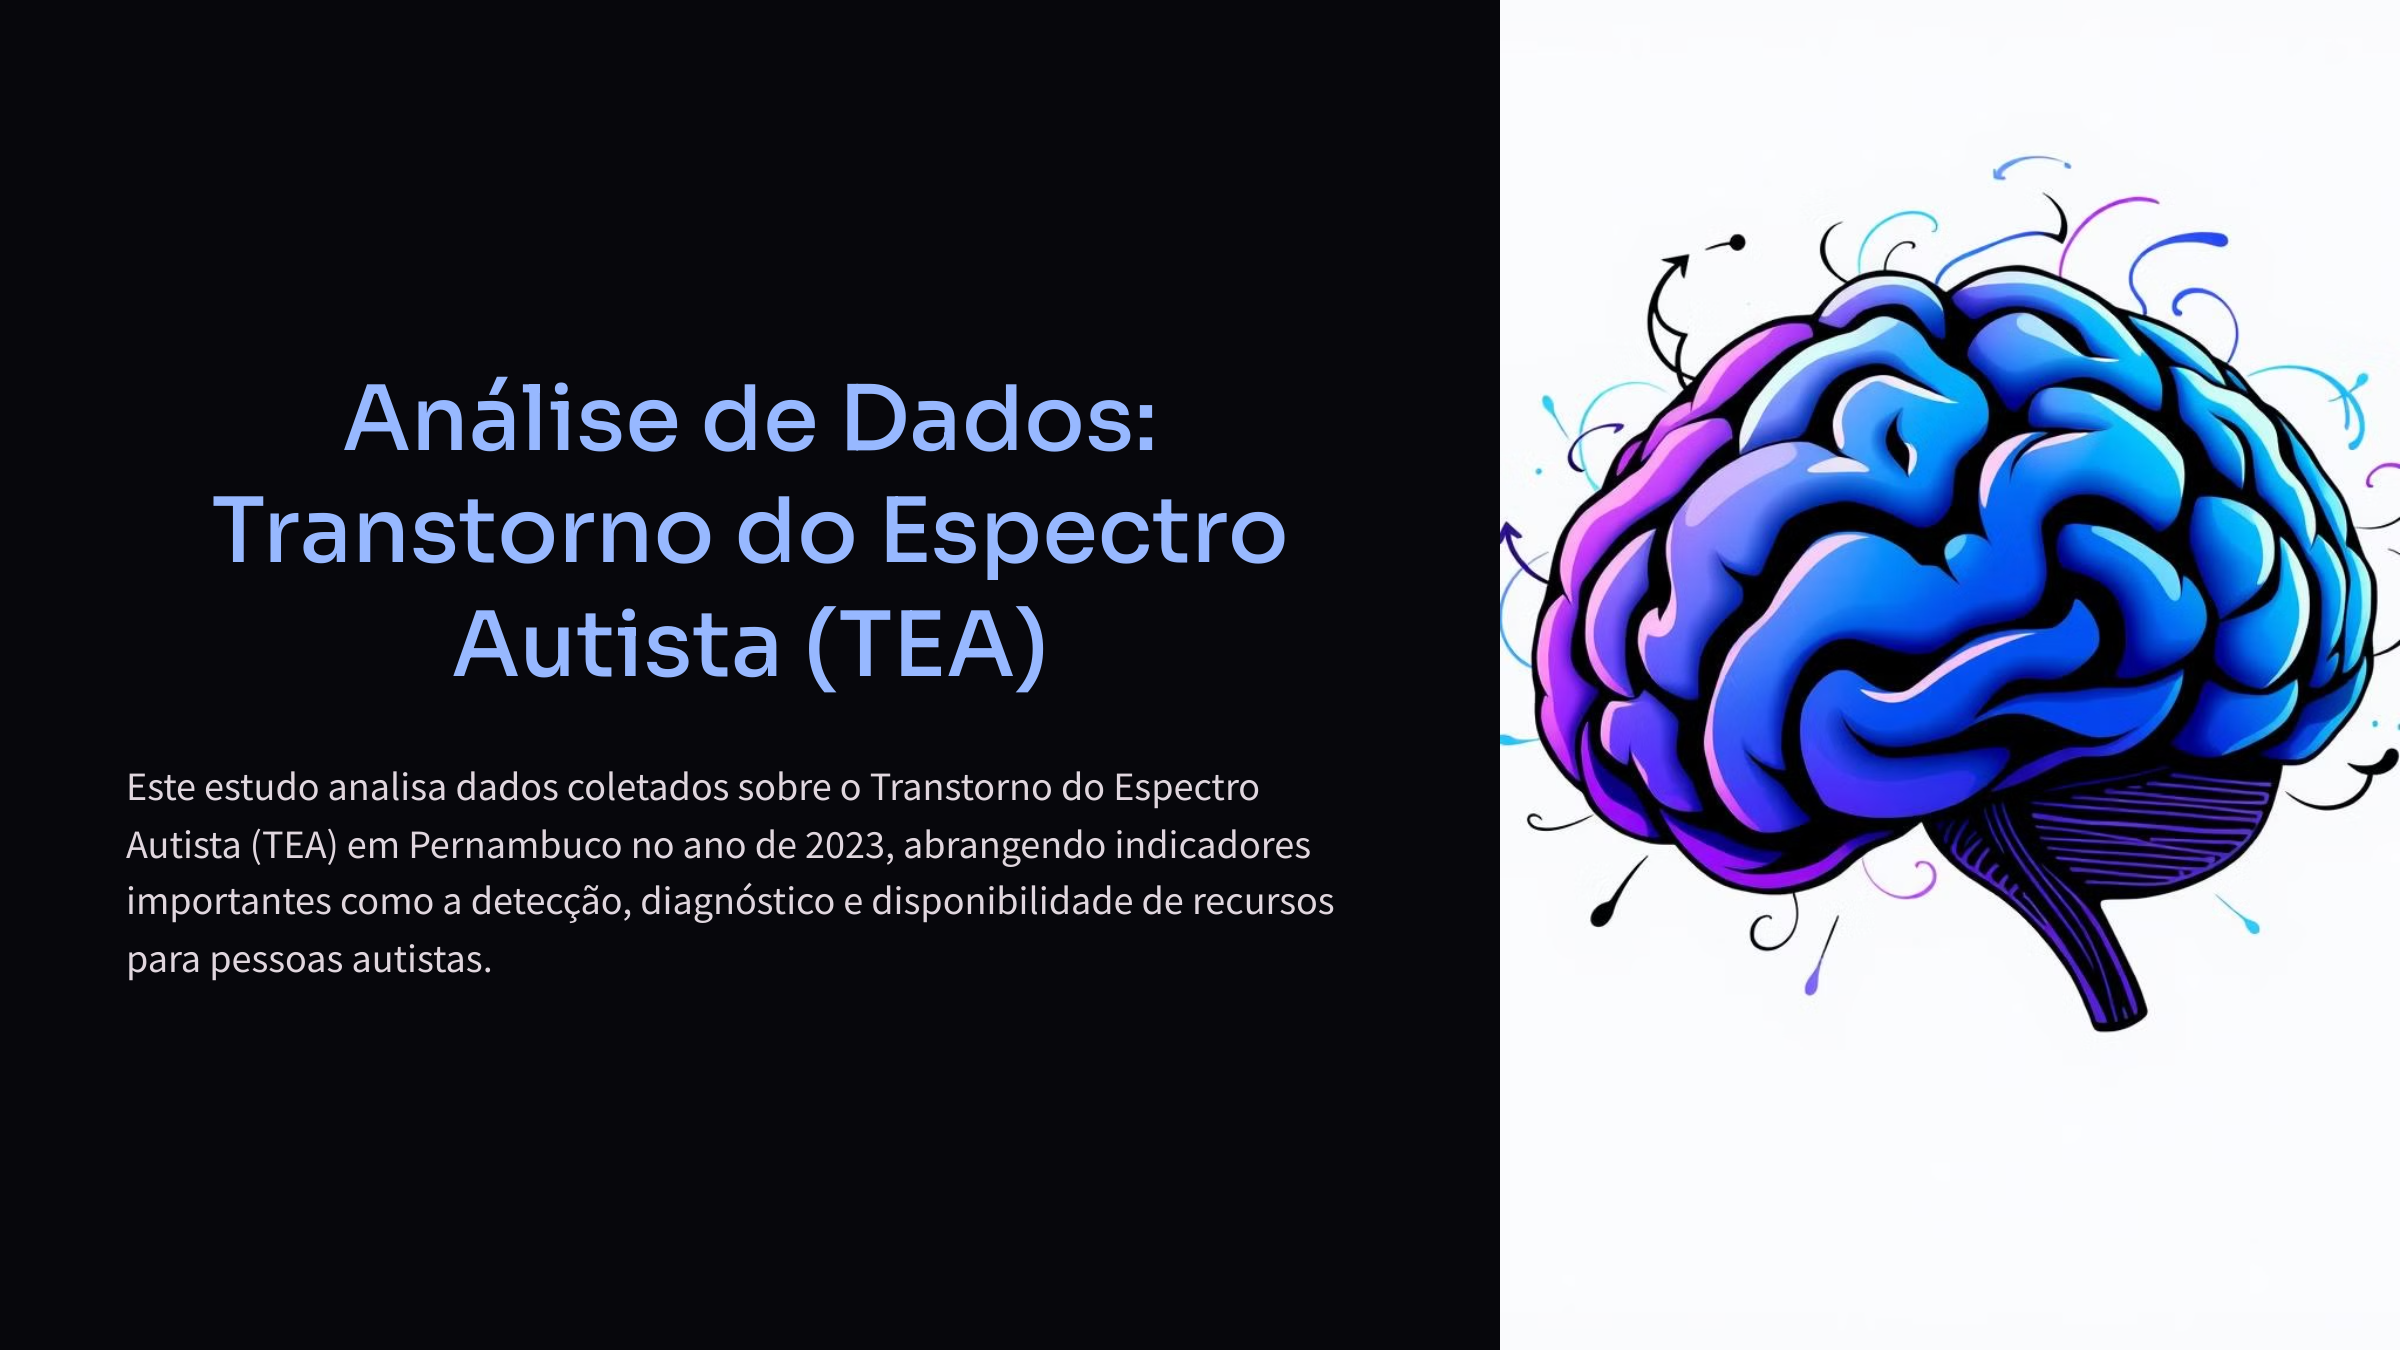 Análise de Dados:
Transtorno do Espectro
Autista (TEA)
Este estudo analisa dados coletados sobre o Transtorno do Espectro
Autista (TEA) em Pernambuco no ano de 2023, abrangendo indicadores
importantes como a detecção, diagnóstico e disponibilidade de recursos
para pessoas autistas.